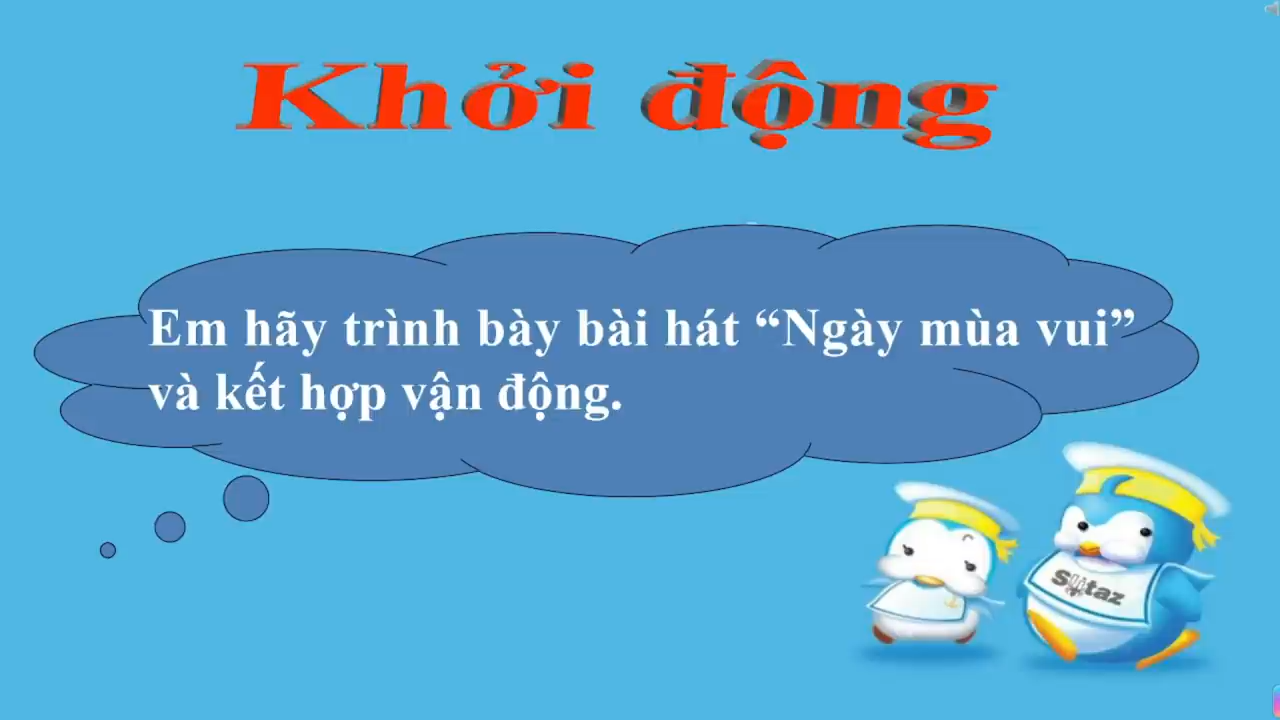 Khởi động
Em hãy trình bày bài hát “Ngày mùa vui”
và kết hợp vận động.